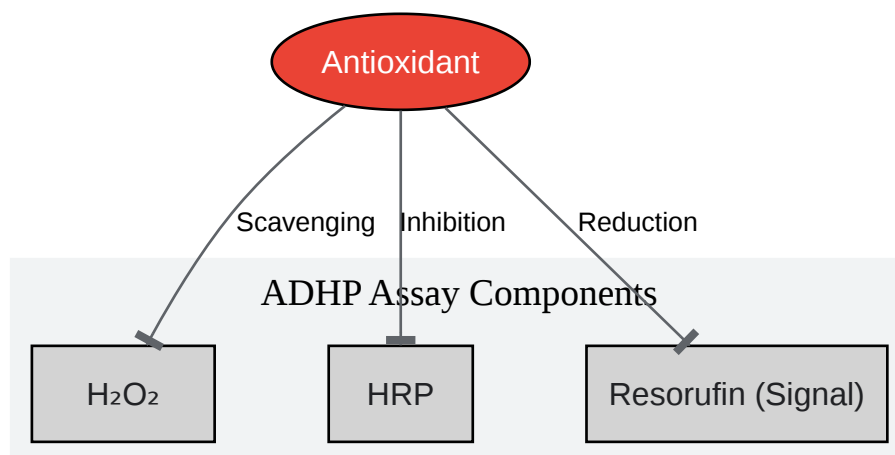 Antioxidant
Scavenging
Inhibition
Reduction
ADHP Assay Components
H₂O₂
HRP
Resorufin (Signal)